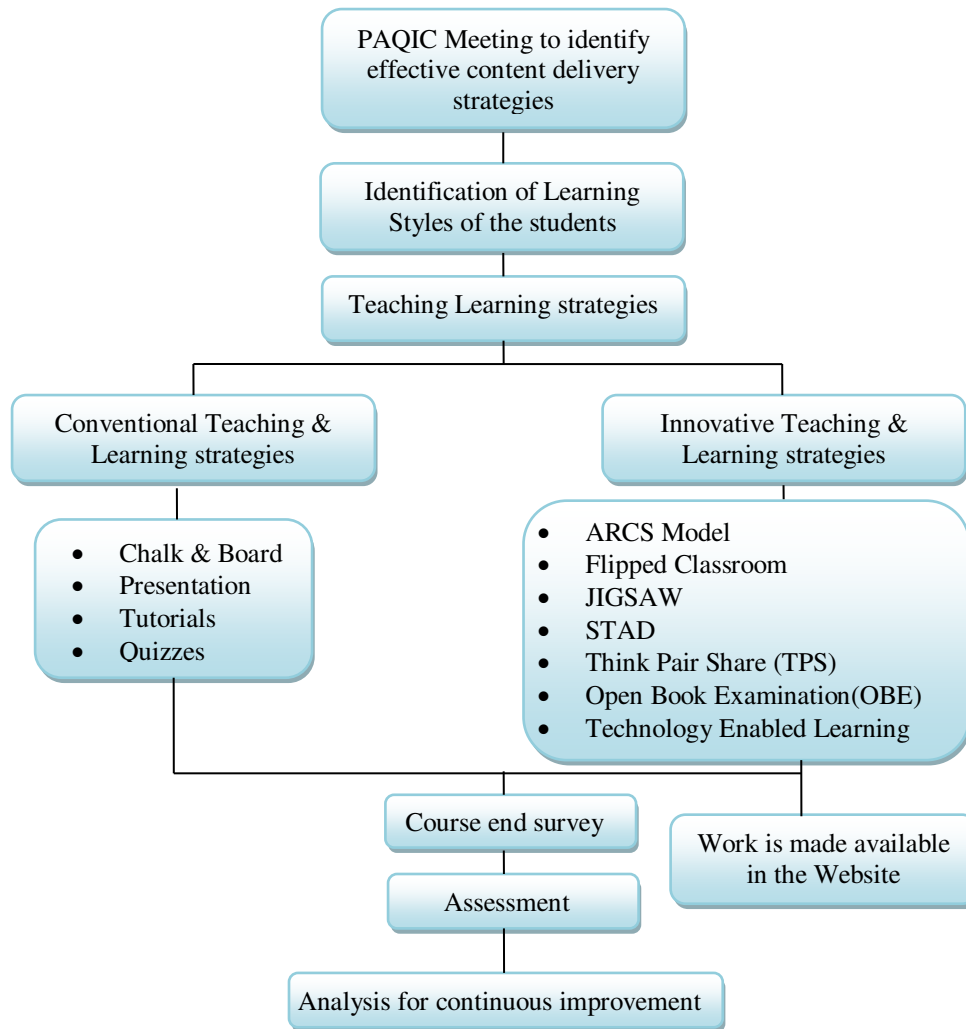 PAQIC Meeting to identify
effective content delivery
strategies
Identification of Learning
Styles of the students
Teaching Learning strategies
Conventional Teaching &
Learning strategies
Innovative Teaching &
Learning strategies
• Chalk & Board
• Presentation
• Tutorials
• Quizzes
• ARCS Model
• Flipped Classroom
• JIGSAW
• STAD
• Think Pair Share (TPS)
• Open Book Examination(OBE)
• Technology Enabled Learning
Course end survey
Work is made available
in the Website
Assessment
Analysis for continuous improvement